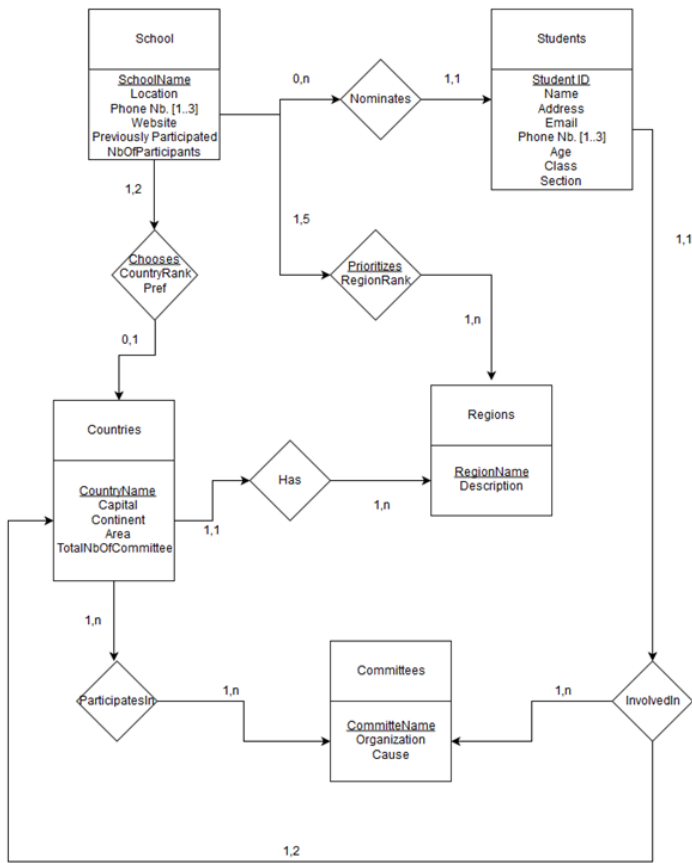 School
SchoolName
Location
Phone Nb. [1..3]
Website
Previously Participated
NbOfParticipants
0,n
Nominates
1,1
Students
Student ID
Name
Address
Email
Phone Nb. [1..3]
Age
Class
Section
1,2
1,5
1,1
Chooses
CountryRank
Pref
Prioritizes
RegionRank
0,1
1,n
Countries
CountryName
Capital
Continent
Area
TotalNbOfCommittee
1,1
Has
1,n
Regions
RegionName
Description
1,n
ParticipatesIn
1,n
Committees
CommitteName
Organization
Cause
1,n
InvolvedIn
1,2